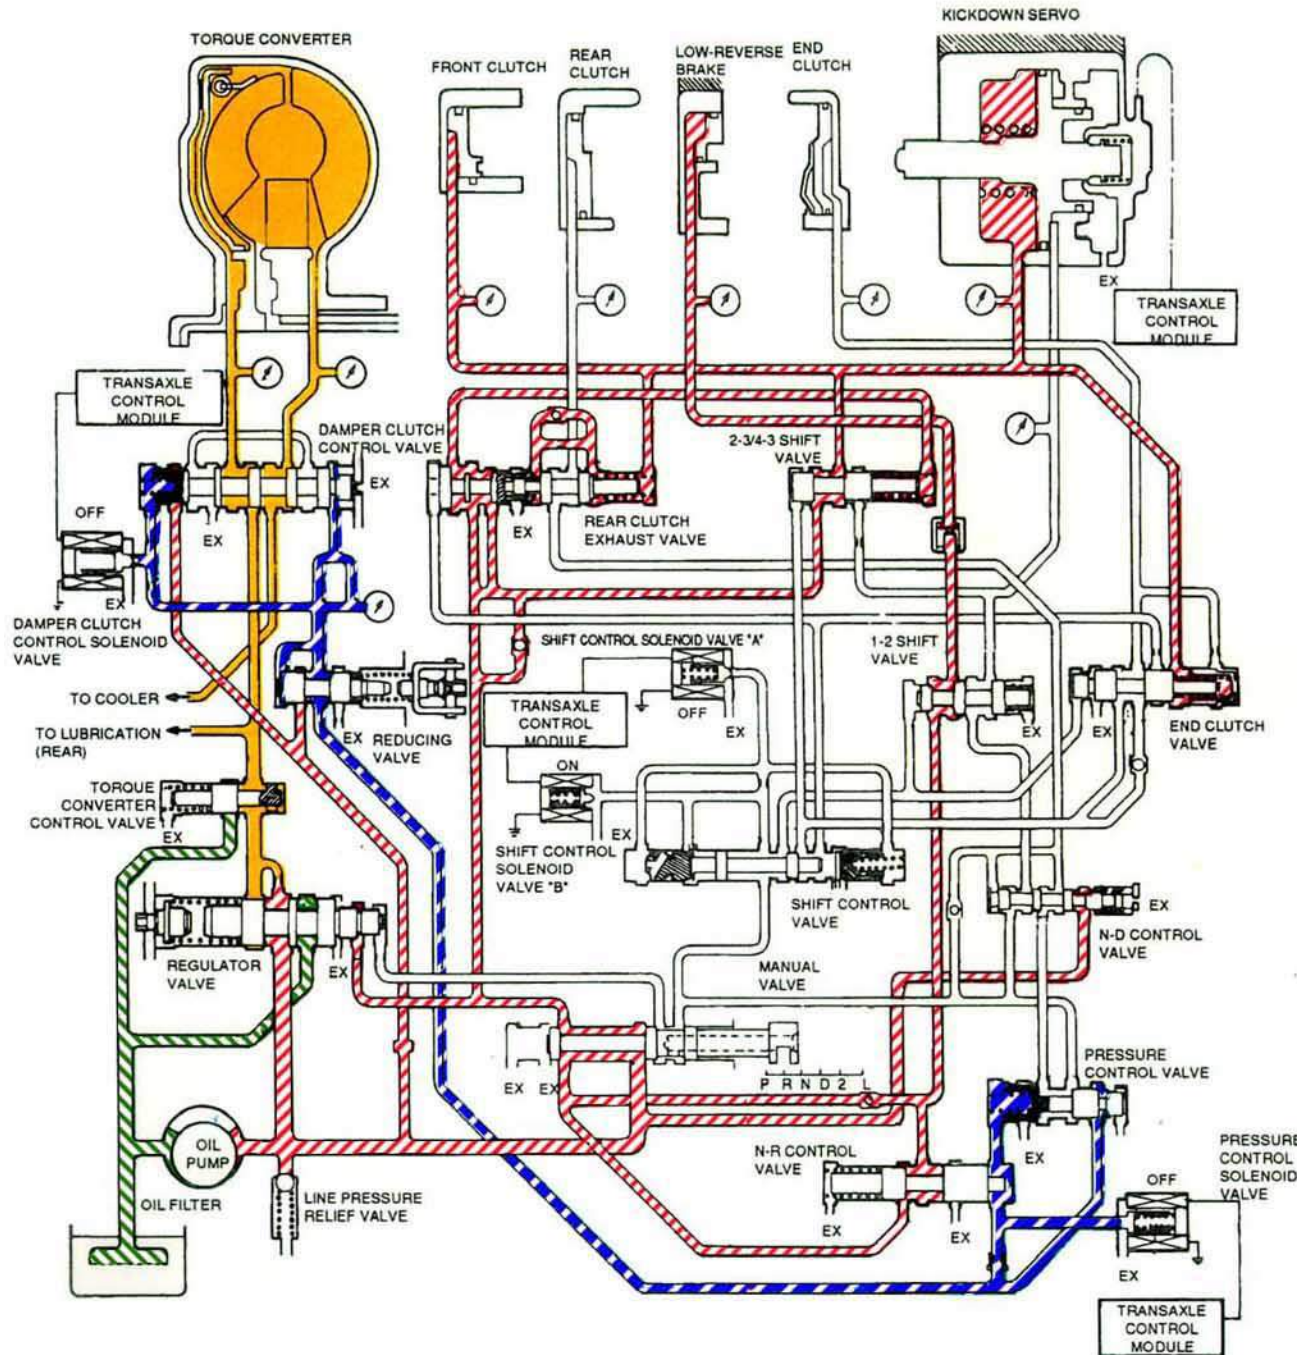 KICKDOWN SERVO
TORQUE CONVERTER
FRONT CLUTCH
REAR
CLUTCH
LOW-REVERSE
BRAKE
END
CLUTCH
EX
TRANSAXLE
CONTROL
MODULE
TRANSAXLE
CONTROL
MODULE
DAMPER CLUTCH
CONTROL VALVE
EX
2-3/4-3 SHIFT
VALVE
OFF
EX
EX
REAR CLUTCH
EXHAUST VALVE
EX
DAMPER CLUTCH
CONTROL SOLENOID
VALVE
SHIFT CONTROL SOLENOID VALVE "A"
1-2 SHIFT
VALVE
TO COOLER
TRANSAXLE
CONTROL
MODULE
OFF
EX
TO LUBRICATION
(REAR)
EX
REDUCING
VALVE
EX
EX
END CLUTCH
VALVE
ON
TORQUE
CONVERTER
CONTROL VALVE
EX
EX
SHIFT CONTROL
SOLENOID
VALVE "B"
SHIFT CONTROL
VALVE
EX
N-D CONTROL
VALVE
REGULATOR
VALVE
EX
MANUAL
VALVE
EX EX
P R N D 2 L
PRESSURE
CONTROL VALVE
OIL
PUMP
N-R CONTROL
VALVE
EX
PRESSURE
CONTROL
SOLENOID
VALVE
OFF
OIL FILTER
LINE PRESSURE
RELIEF VALVE
EX
EX
EX
TRANSAXLE
CONTROL
MODULE